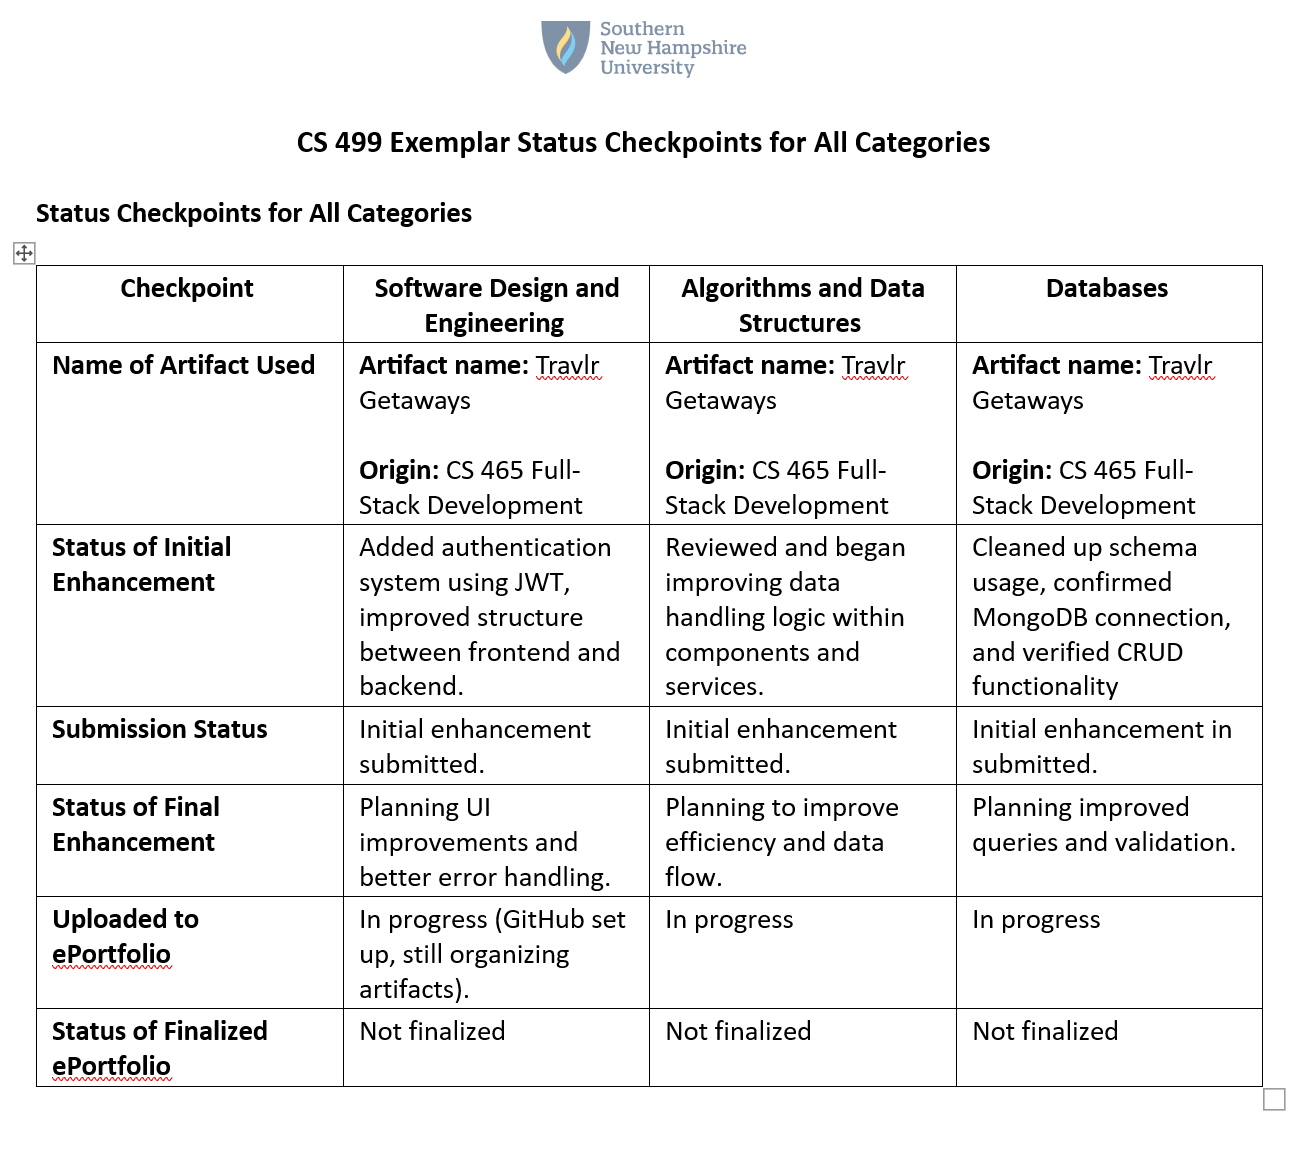 Southern
New Hampshire
University
CS 499 Exemplar Status Checkpoints for All Categories
Status Checkpoints for All Categories
Checkpoint
Software Design and
Engineering
Algorithms and Data
Structures
Databases
Name of Artifact Used
Artifact name: Travlr
Getaways
Origin: CS 465 Full-
Stack Development
Artifact name: Travlr
Getaways
Origin: CS 465 Full-
Stack Development
Artifact name: Travlr
Getaways
Origin: CS 465 Full-
Stack Development
Status of Initial
Enhancement
Added authentication
system using JWT,
improved structure
between frontend and
backend.
Reviewed and began
improving data
handling logic within
components and
services.
Cleaned up schema
usage, confirmed
MongoDB connection,
and verified CRUD
functionality
Submission Status
Initial enhancement
submitted.
Initial enhancement
submitted.
Initial enhancement in
submitted.
Status of Final
Enhancement
Planning UI
improvements and
better error handling.
Planning to improve
efficiency and data
flow.
Planning improved
queries and validation.
Uploaded to
ePortfolio
In progress (GitHub set
up, still organizing
artifacts).
In progress
In progress
Status of Finalized
ePortfolio
Not finalized
Not finalized
Not finalized